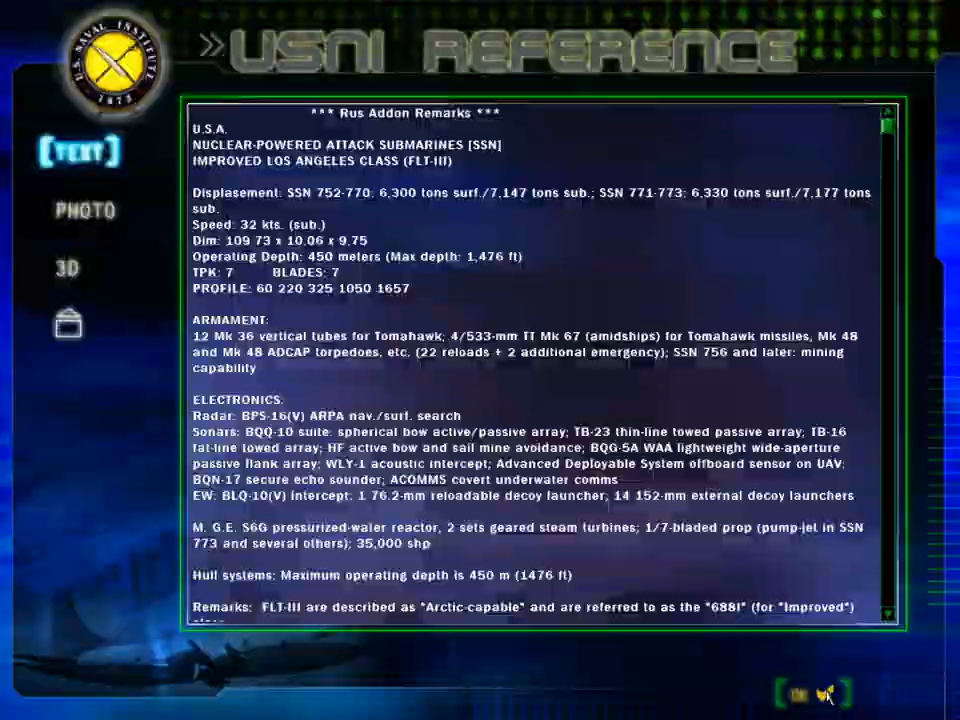 U.S. NAVAL INSTITUTE
1873
»USNI REFERENCE
[TEXT]
PHOTO
3D
*** Rus Addon Remarks ***
U.S.A.
NUCLEAR-POWERED ATTACK SUBMARINES [SSN]
IMPROVED LOS ANGELES CLASS (FLT-III)
Displasement: SSN 752-770: 6,300 tons surf./7,147 tons sub.; SSN 771-773: 6,330 tons surf./7,177 tons
sub.
Speed: 32 kts. (sub.)
Dim: 109.73 x 10.06 x 9.75
Operating Depth: 450 meters (Max depth: 1,476 ft)
TPK: 7 BLADES: 7
PROFILE: 60 220 325 1050 1657
ARMAMENT:
12 Mk 36 vertical tubes for Tomahawk; 4/533-mm TT Mk 67 (amidships) for Tomahawk missiles, Mk 48
and Mk 48 ADCAP torpedoes, etc. (22 reloads + 2 additional emergency); SSN 756 and later: mining
capability
ELECTRONICS:
Radar: BPS-16(V) ARPA nav./surf. search
Sonars: BQQ-10 suite: spherical bow active/passive array; TB-23 thin-line towed passive array; TB-16
fat-line towed array; HF active bow and sail mine avoidance; BQG-5A WAA lightweight wide-aperture
passive flank array; WLY-1 acoustic intercept; Advanced Deployable System offboard sensor on UAV;
BQN-17 secure echo sounder; ACOMMS covert underwater comms
EW: BLQ-10(V) intercept; 1 76.2-mm reloadable decoy launcher; 14 152-mm external decoy launchers
M: G.E. S6G pressurized-water reactor, 2 sets geared steam turbines; 1/7-bladed prop (pump-jet in SSN
773 and several others); 35,000 shp
Hull systems: Maximum operating depth is 450 m (1476 ft)
Remarks: FLT-III are described as "Arctic-capable" and are referred to as the "688I" (for "Improved")
[OK]